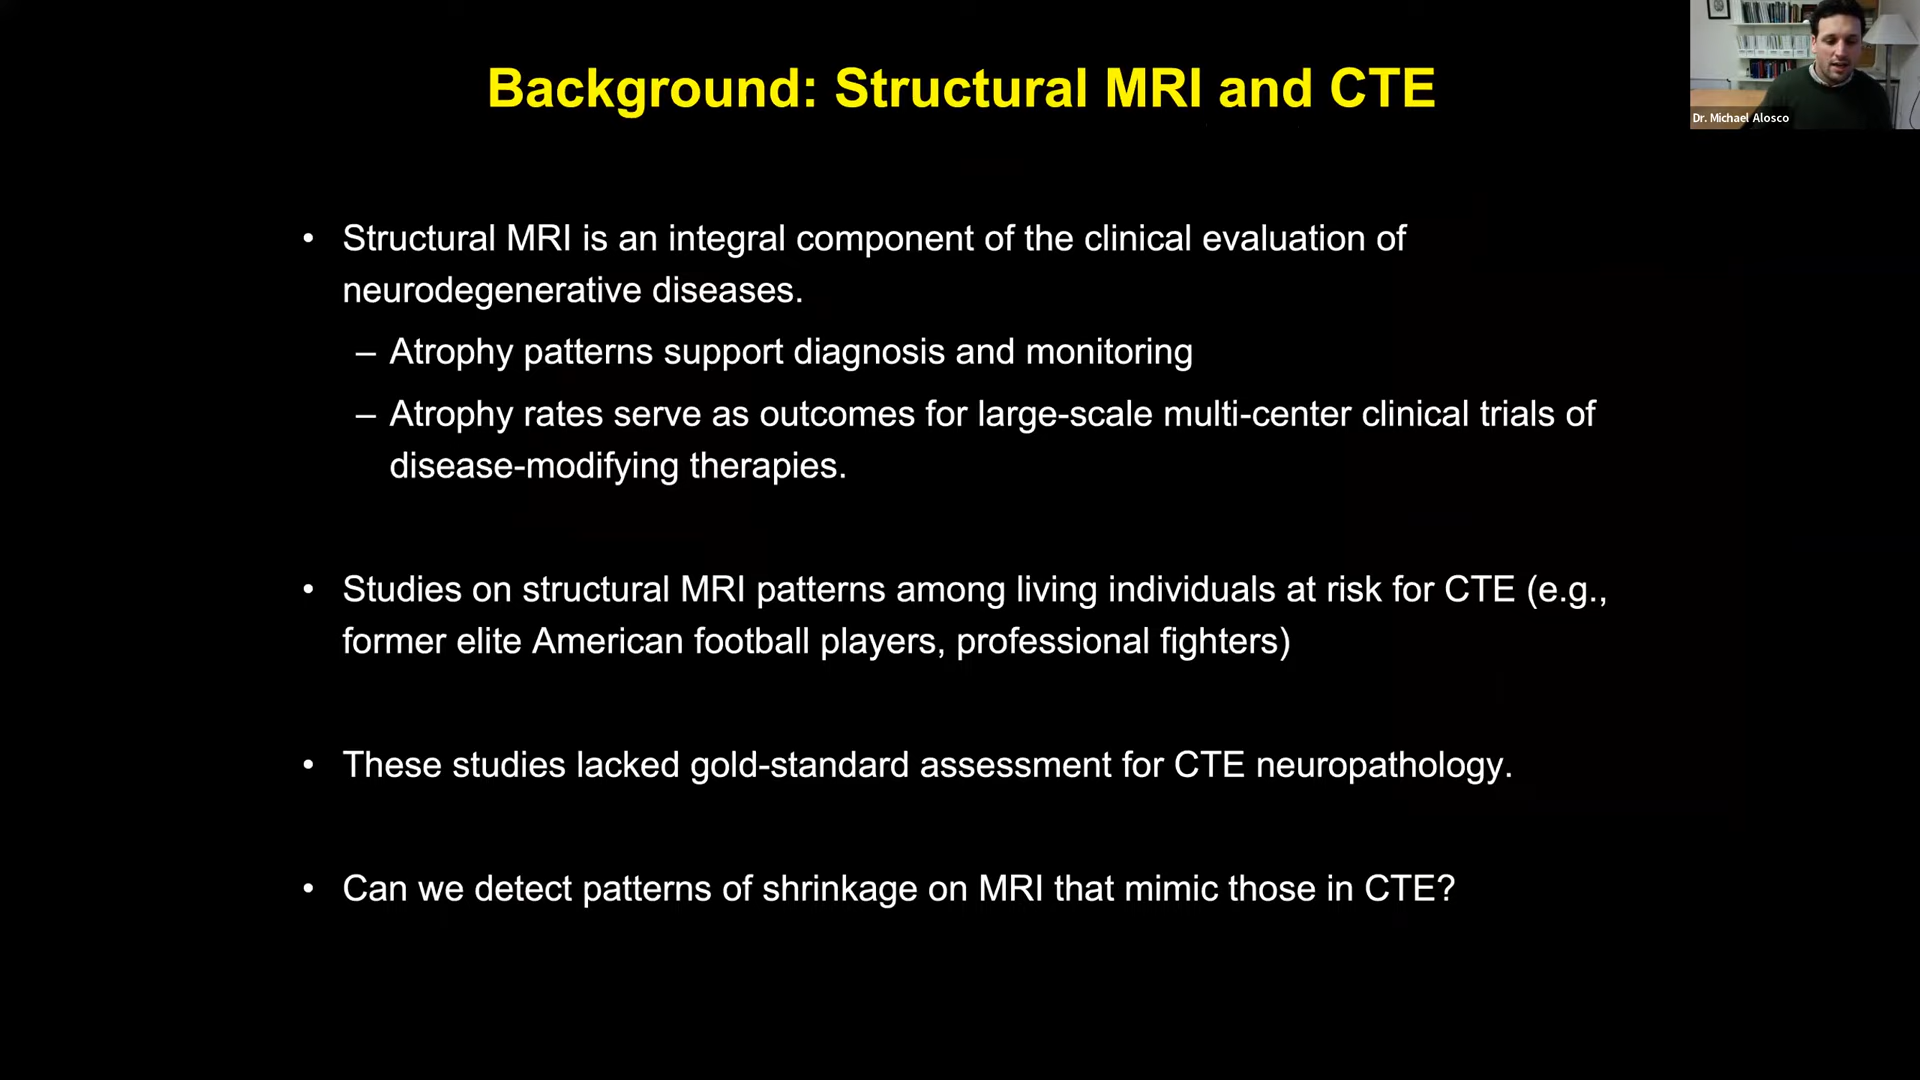 Background: Structural MRI and CTE
Dr. Michael Alosco
• Structural MRI is an integral component of the clinical evaluation of
neurodegenerative diseases.
– Atrophy patterns support diagnosis and monitoring
– Atrophy rates serve as outcomes for large-scale multi-center clinical trials of
disease-modifying therapies.
• Studies on structural MRI patterns among living individuals at risk for CTE (e.g.,
former elite American football players, professional fighters)
• These studies lacked gold-standard assessment for CTE neuropathology.
• Can we detect patterns of shrinkage on MRI that mimic those in CTE?